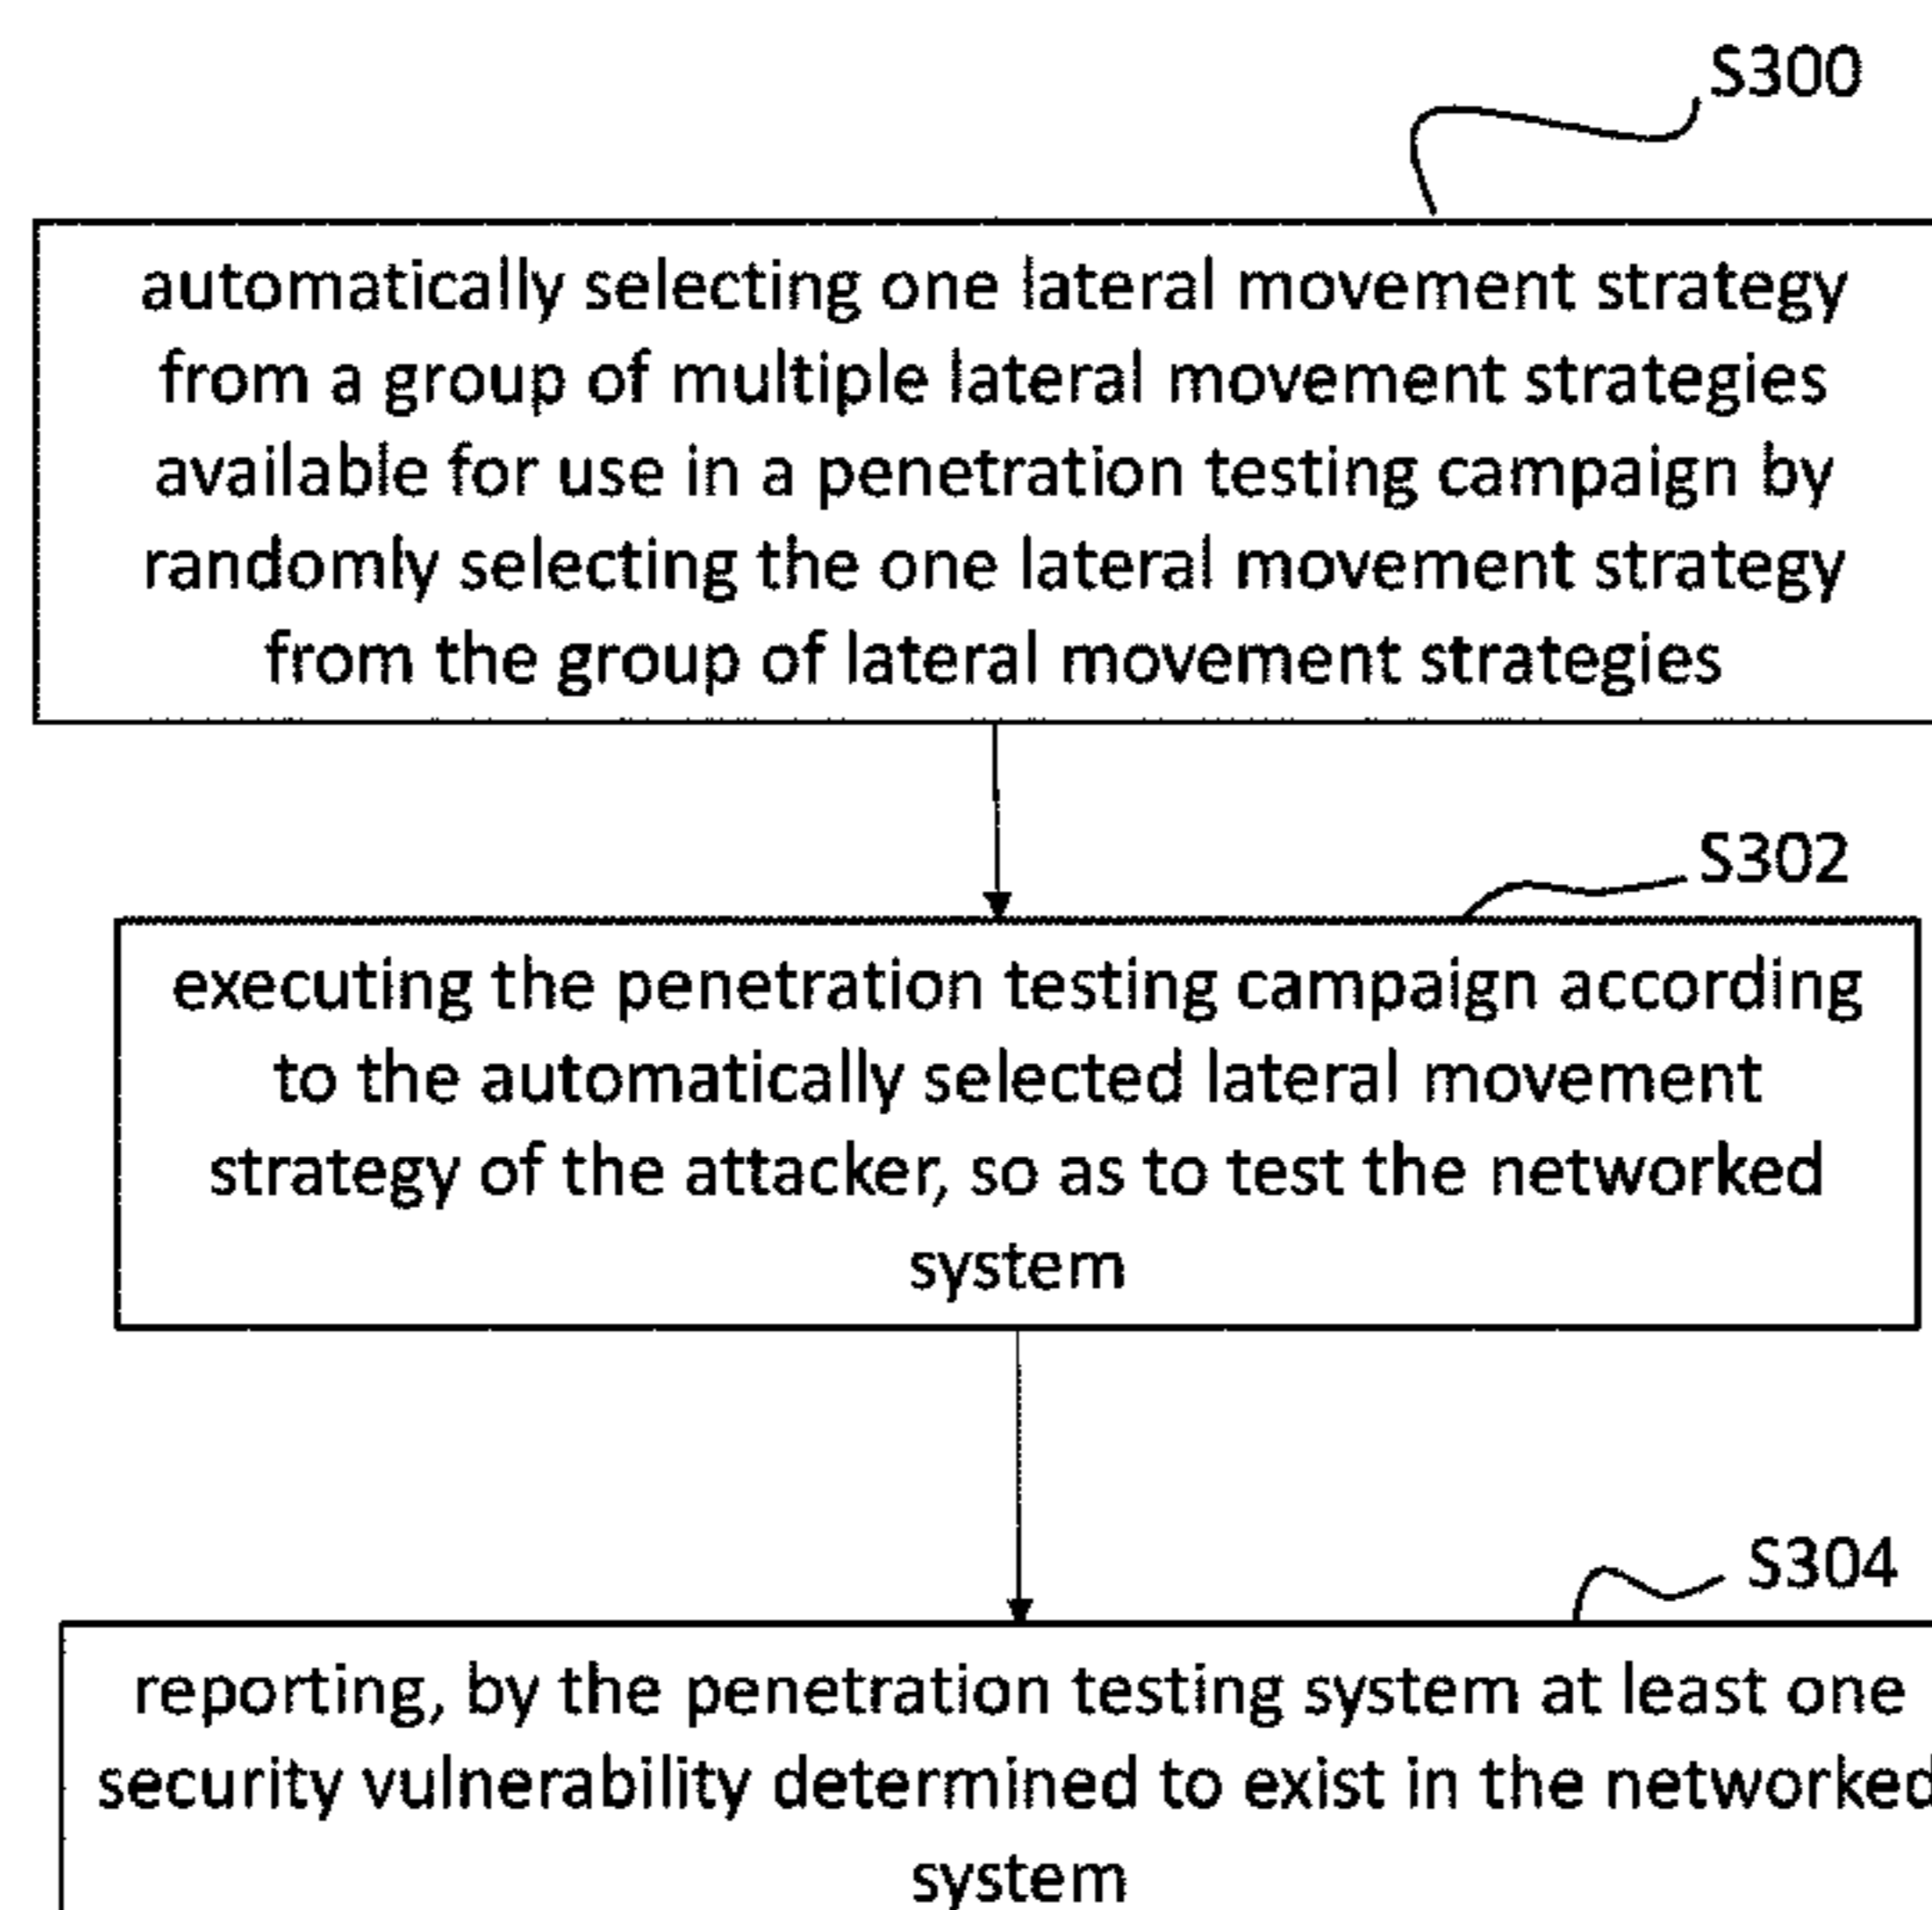 S300
automatically selecting one lateral movement strategy
from a group of multiple lateral movement strategies
available for use in a penetration testing campaign by
randomly selecting the one lateral movement strategy
from the group of lateral movement strategies
S302
executing the penetration testing campaign according
to the automatically selected lateral movement
strategy of the attacker, so as to test the networked
system
S304
reporting, by the penetration testing system at least one
security vulnerability determined to exist in the networked
system